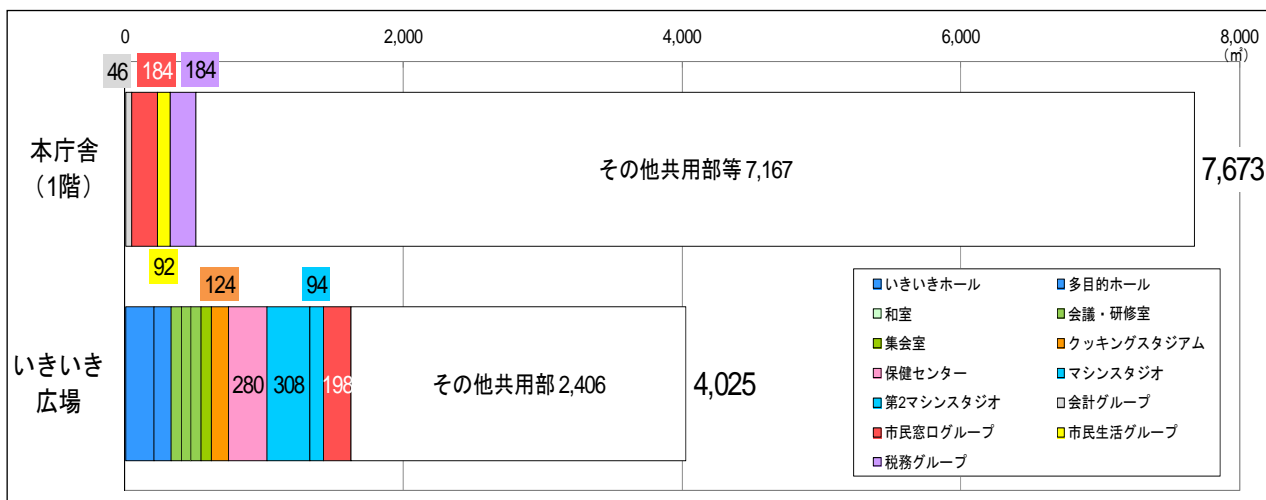 0 2,000 4,000 6,000 8,000
(㎡)
46 184 184
本庁舎
(1階)
その他共用部等 7,167
7,673
92 124 94
いきいき
広場
280 308 198 その他共用部 2,406
4,025
いきいきホール 多目的ホール
和室 会議・研修室
集会室 クッキングスタジアム
保健センター マシンスタジオ
第2マシンスタジオ 会計グループ
市民窓口グループ 市民生活グループ
税務グループ